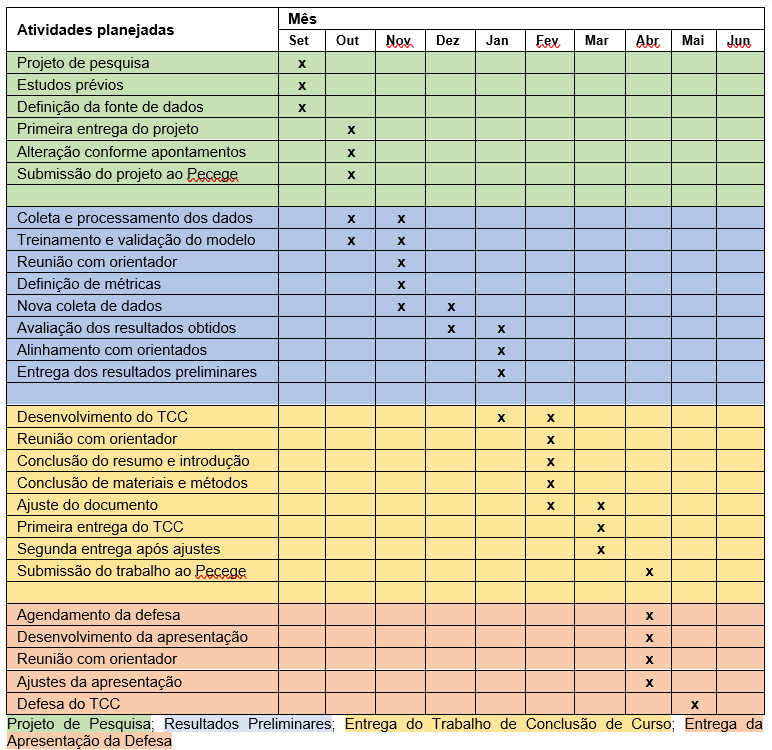 Atividades planejadas
Mês
Set Out Nov Dez Jan Fev Mar Abr Mai Jun
Projeto de pesquisa x
Estudos prévios x
Definição da fonte de dados x
Primeira entrega do projeto x
Alteração conforme apontamentos x
Submissão do projeto ao Pecege x
Coleta e processamento dos dados x x
Treinamento e validação do modelo x x
Reunião com orientador x
Definição de métricas x
Nova coleta de dados x x
Avaliação dos resultados obtidos x x
Alinhamento com orientados x
Entrega dos resultados preliminares x
Desenvolvimento do TCC x x
Reunião com orientador x
Conclusão do resumo e introdução x
Conclusão de materiais e métodos x
Ajuste do documento x x
Primeira entrega do TCC x
Segunda entrega após ajustes x
Submissão do trabalho ao Pecege x
Agendamento da defesa x
Desenvolvimento da apresentação x
Reunião com orientador x
Ajustes da apresentação x
Defesa do TCC x
Projeto de Pesquisa; Resultados Preliminares; Entrega do Trabalho de Conclusão de Curso; Entrega da
Apresentação da Defesa